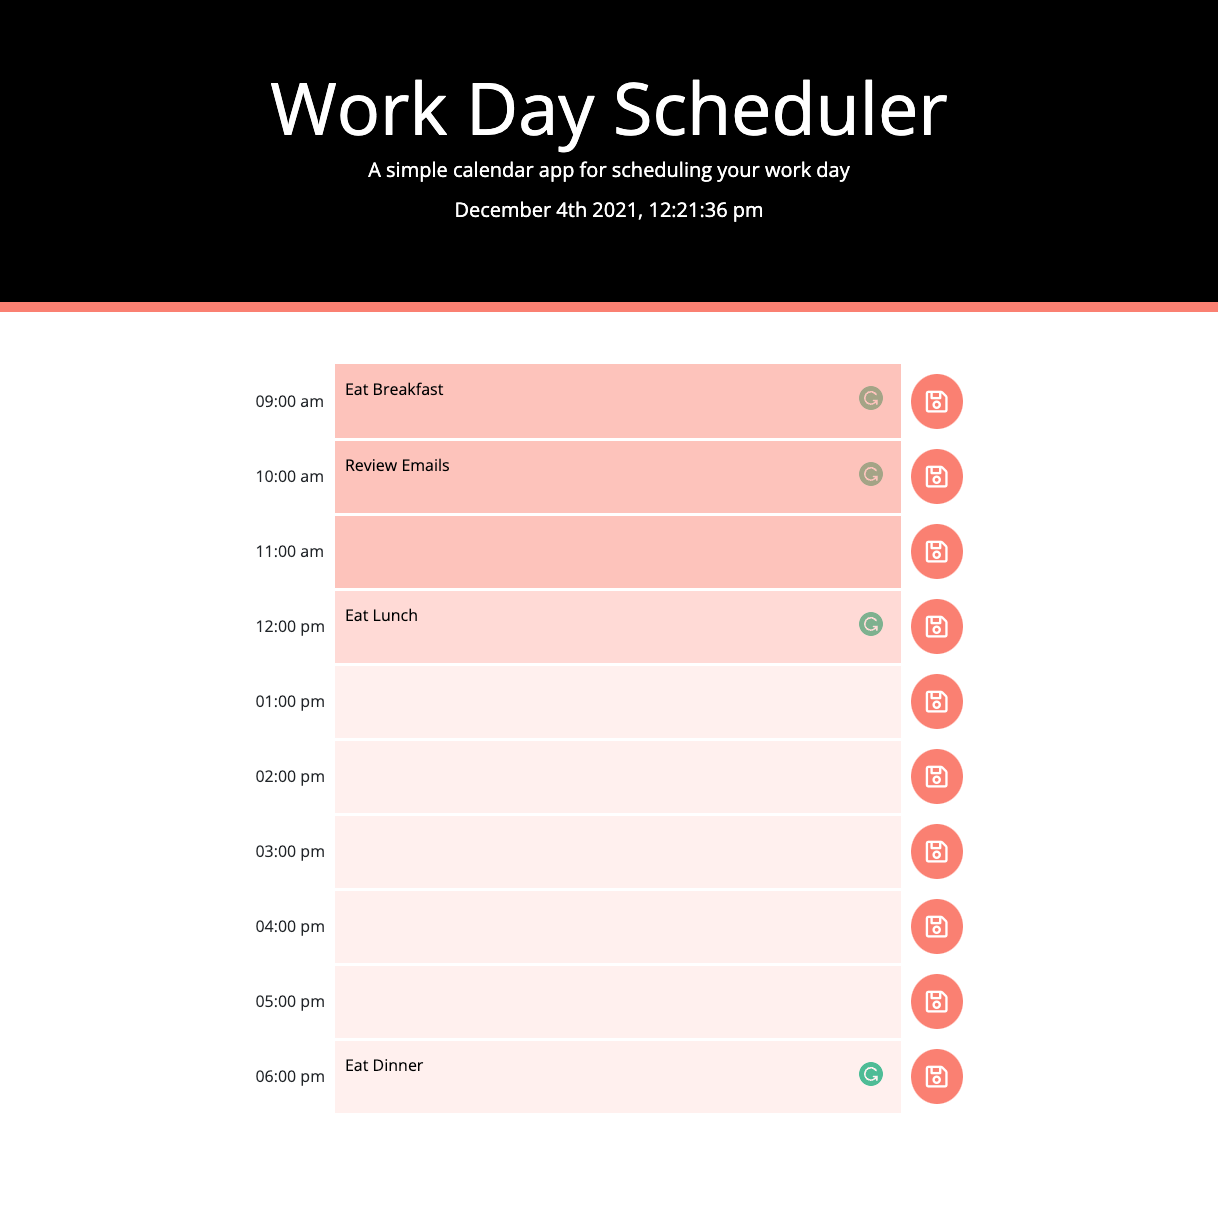 Work Day Scheduler
A simple calendar app for scheduling your work day
December 4th 2021, 12:21:36 pm
09:00 am Eat Breakfast
10:00 am Review Emails
11:00 am
12:00 pm Eat Lunch
01:00 pm
02:00 pm
03:00 pm
04:00 pm
05:00 pm
06:00 pm Eat Dinner